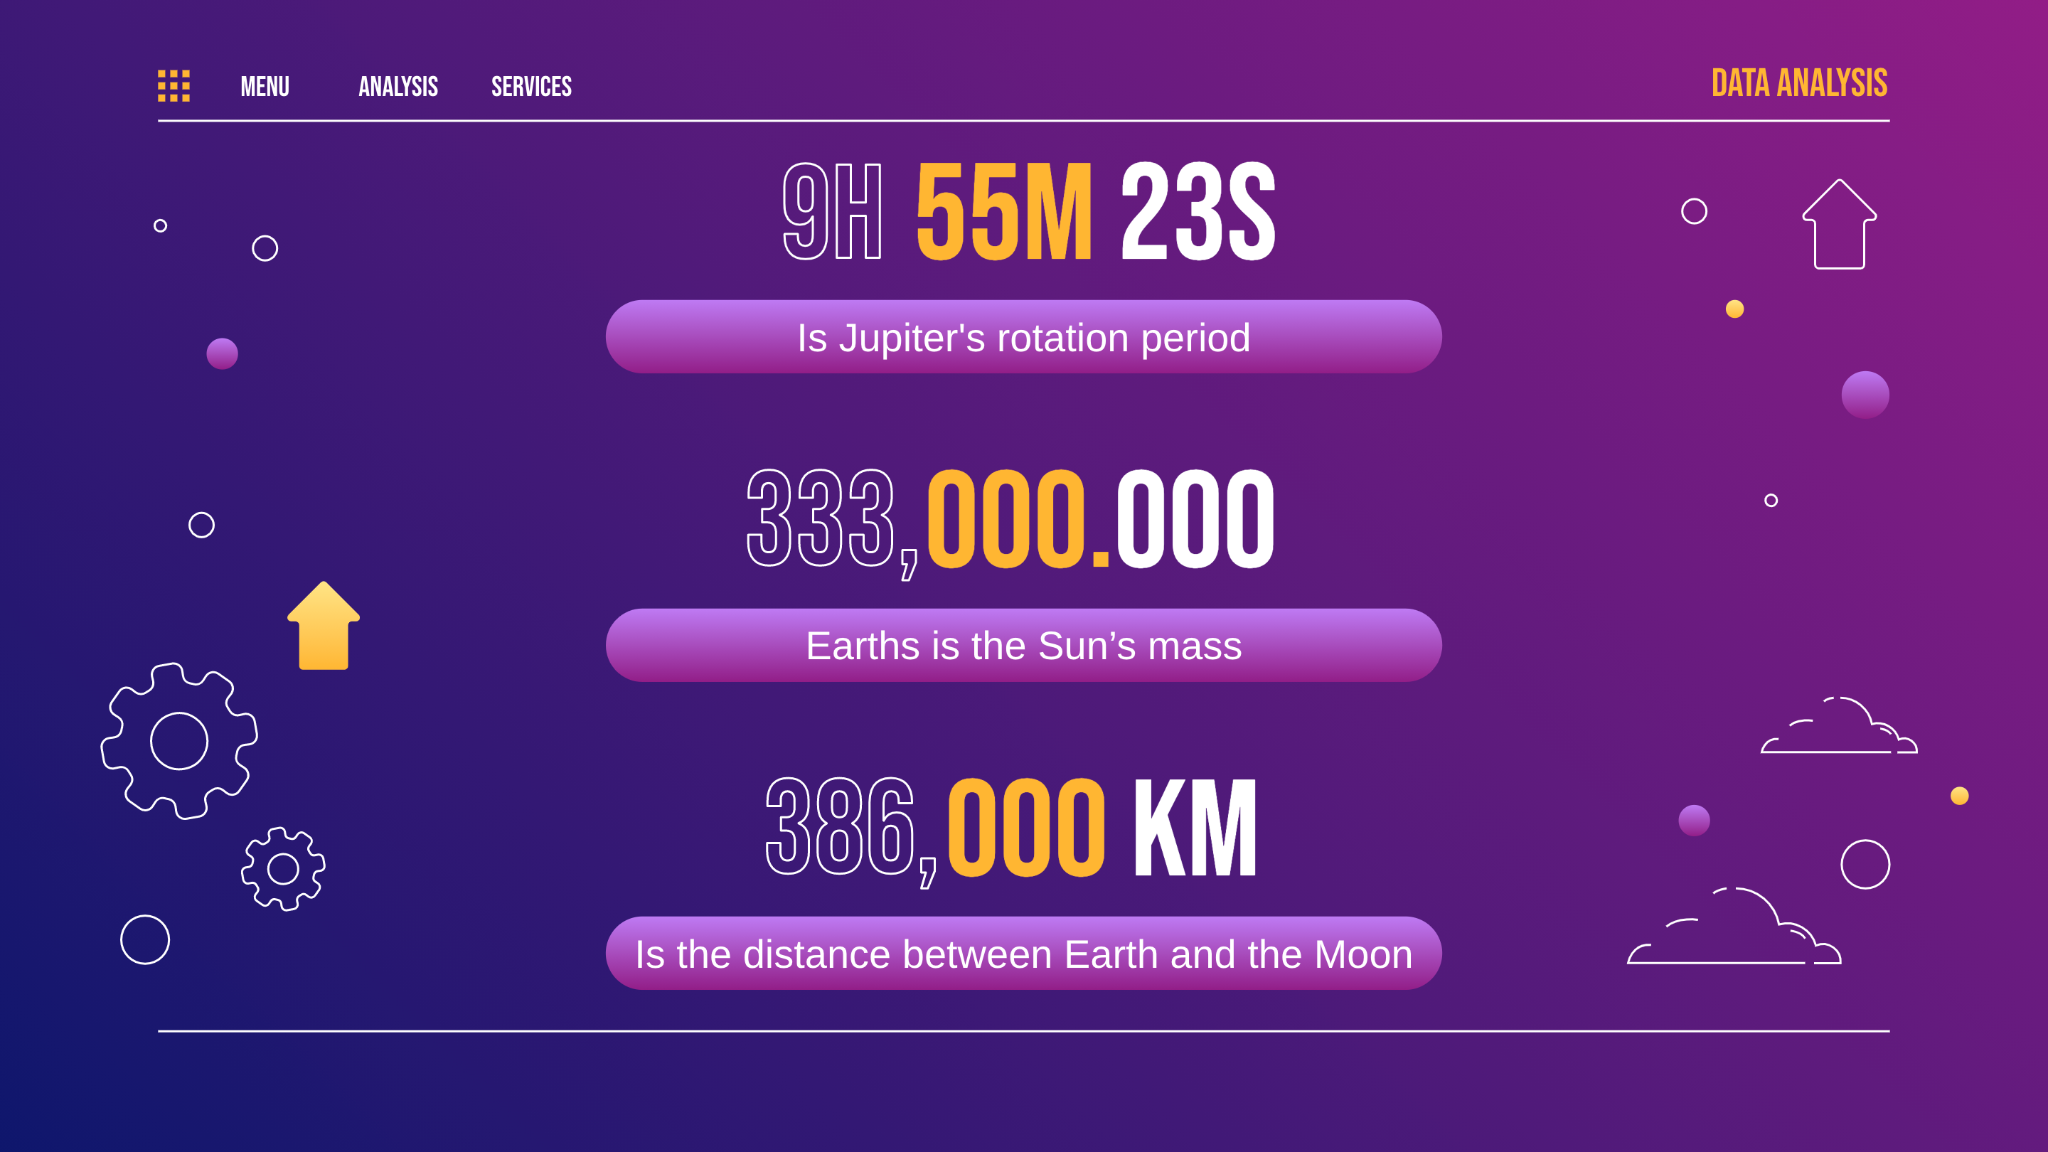 MENU ANALYSIS SERVICES DATA ANALYSIS
9H 55M 23S
Is Jupiter's rotation period
333,000.000
Earths is the Sun’s mass
386,000 KM
Is the distance between Earth and the Moon